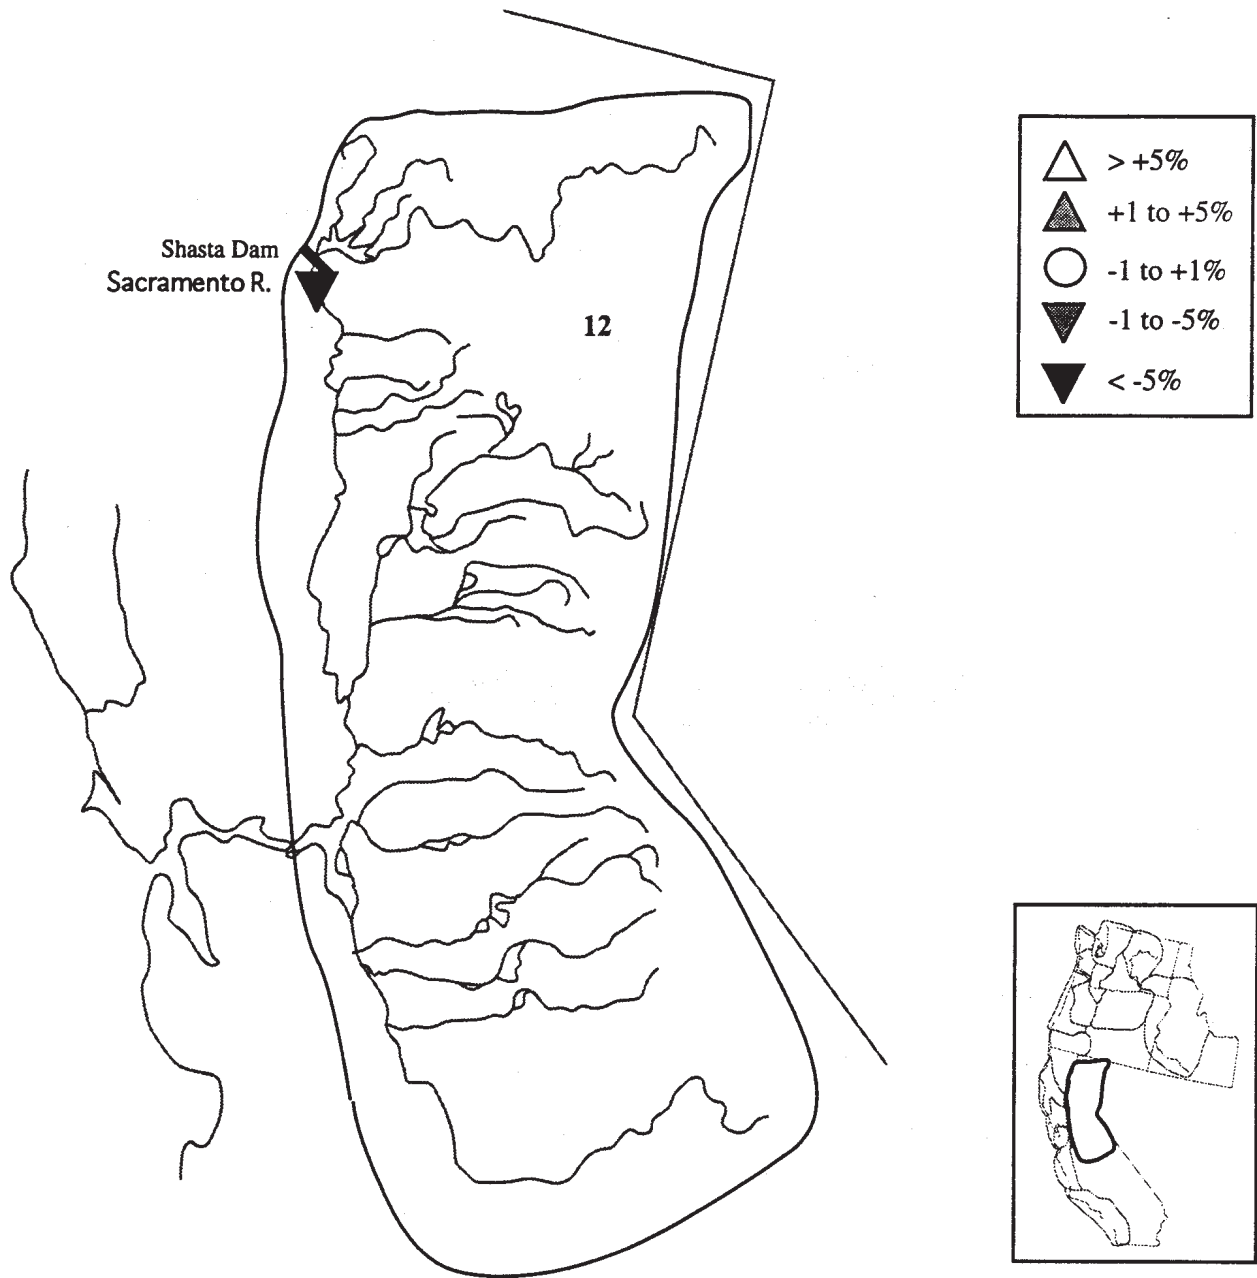 Shasta Dam
Sacramento R.
12
> +5%
+1 to +5%
-1 to +1%
-1 to -5%
< -5%